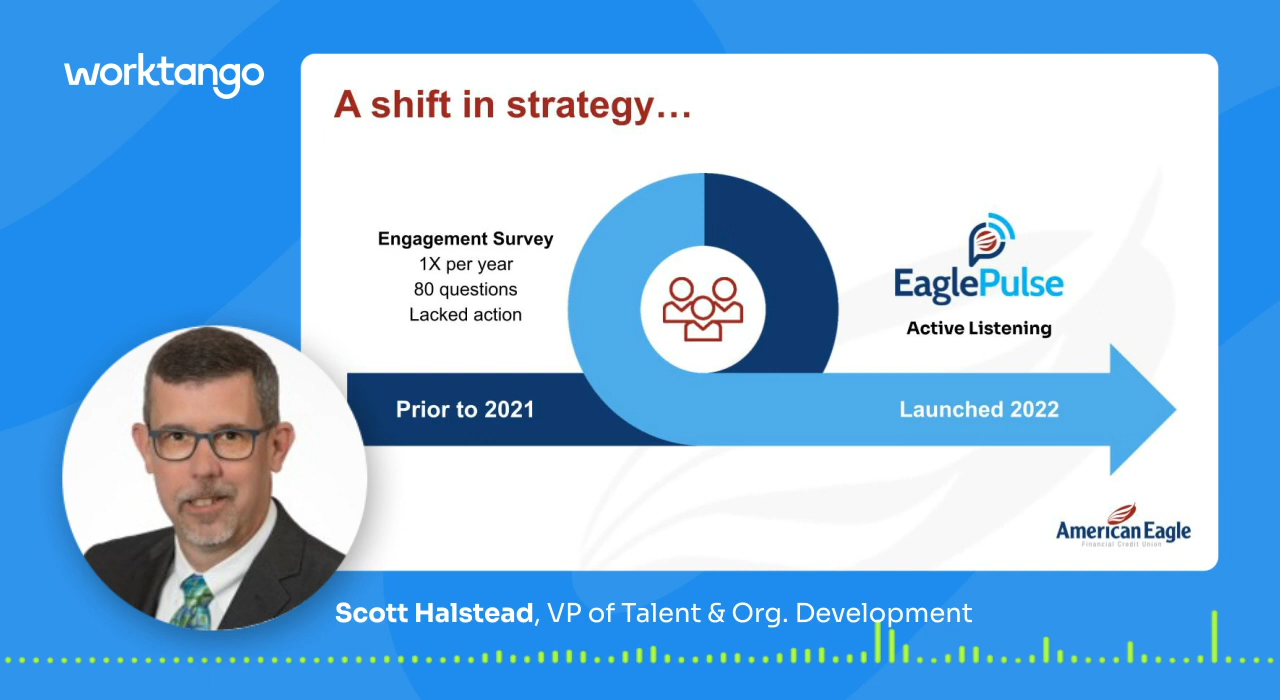 worktango
A shift in strategy…
Engagement Survey
1X per year
80 questions
Lacked action
EaglePulse
Active Listening
Prior to 2021
Launched 2022
American Eagle
Financial Credit Union
Scott Halstead, VP of Talent & Org. Development